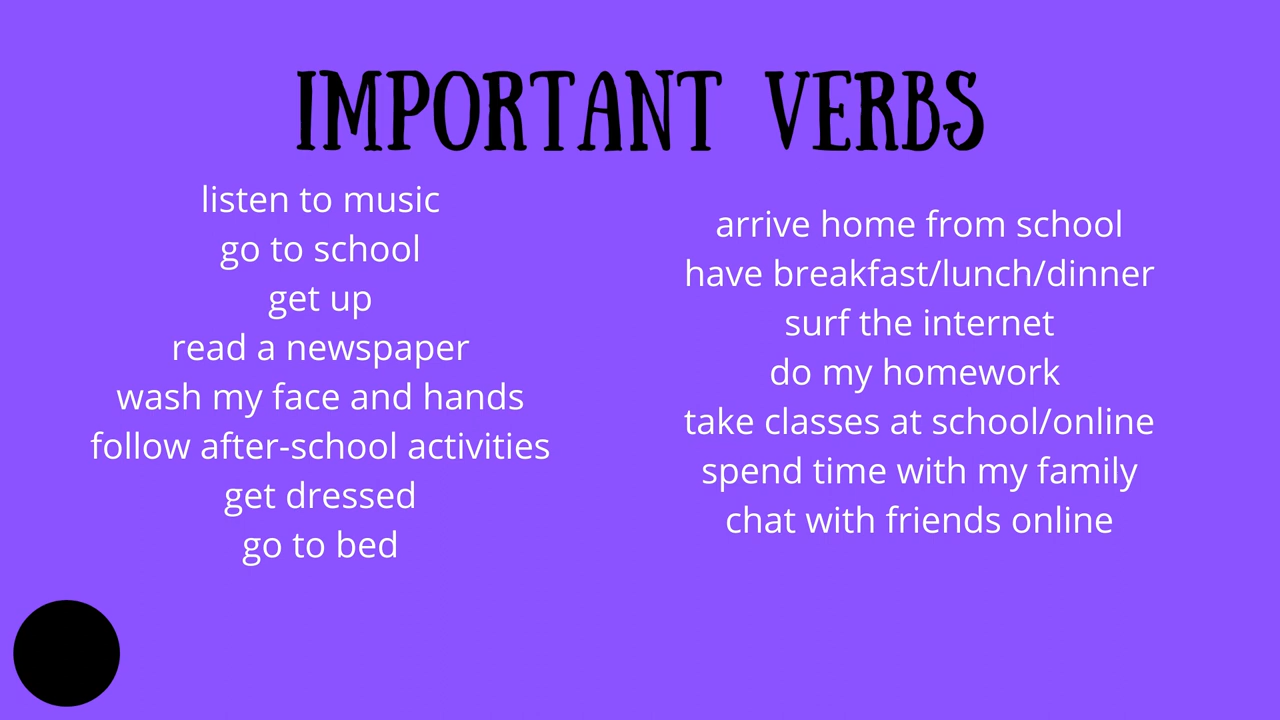 IMPORTANT VERBS
listen to music
go to school
get up
read a newspaper
wash my face and hands
follow after-school activities
get dressed
go to bed
arrive home from school
have breakfast/lunch/dinner
surf the internet
do my homework
take classes at school/online
spend time with my family
chat with friends online